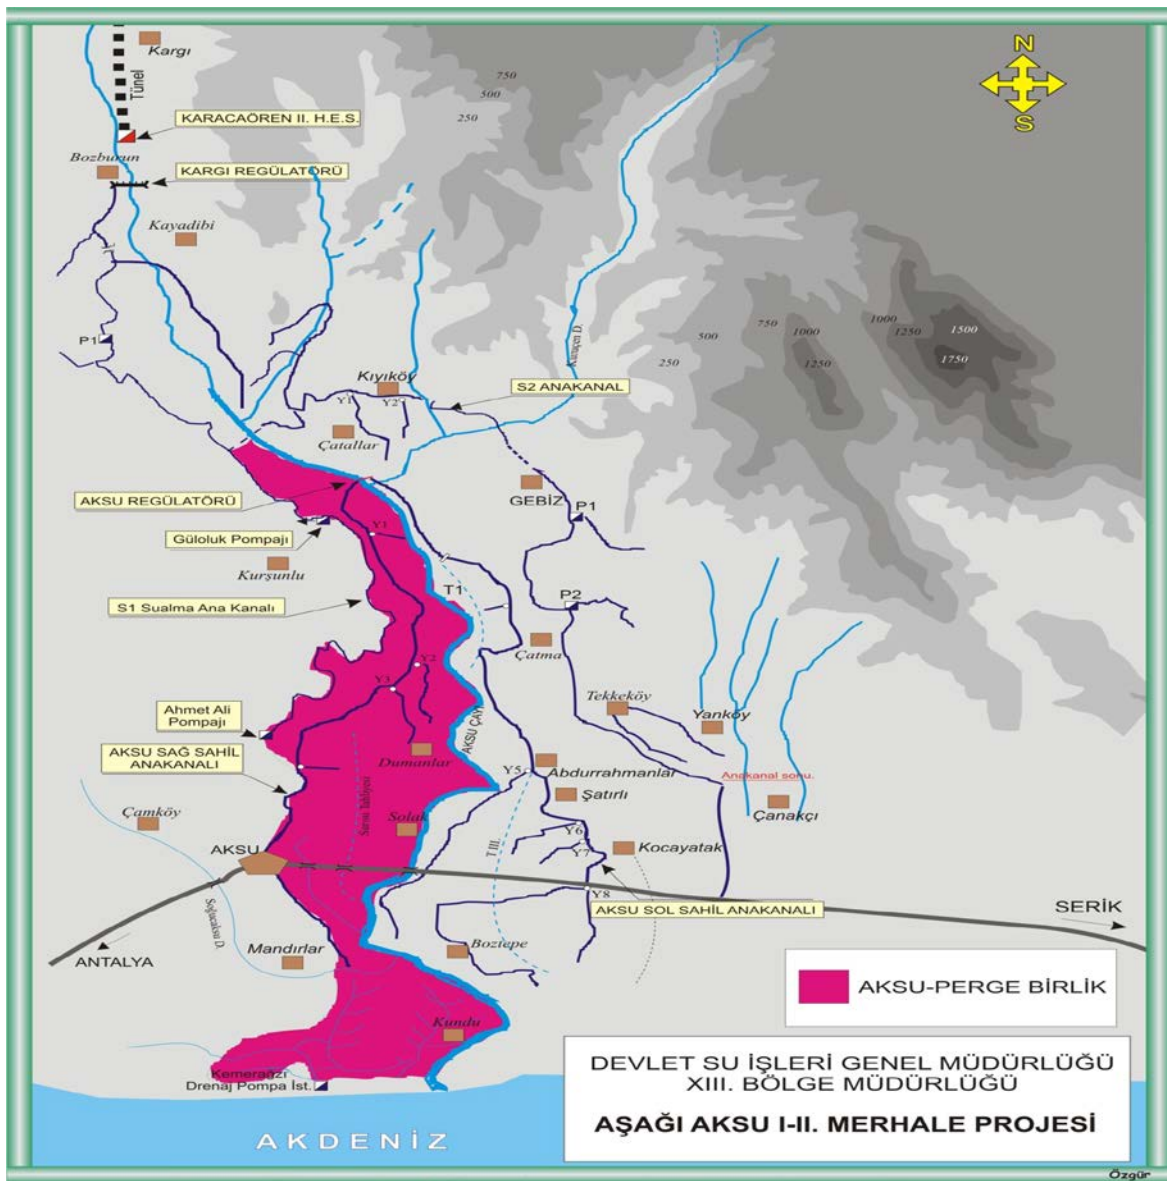 Kargı
Tünel
KARACAÖREN II. H.E.S.
Bozburun
KARGI REGÜLATÖRÜ
Kayadibi
750
500
250
N
S
P1
Kıyıköy
Y1
Y2
S2 ANAKANAL
Çatallar
250
500
750
1000
1250
1000
1250
1500
1750
AKSU REGÜLATÖRÜ
GEBİZ
P1
Güloluk Pompajı
Y1
Kurşunlu
S1 Sualma Ana Kanalı
T1
P2
Çatma
Y2
Y3
Tekkeköy
Yanköy
Ahmet Ali
Pompajı
AKSU ÇAYI
AKSU SAĞ SAHİL
ANAKANALI
Dumanlar
Y5
Abdurrahmanlar
Anakanal sonu.
Şatırlı
Çanakçı
Çamköy
Solak
Y6
Y7
Kocayatak
T III.
AKSU
Y8
AKSU SOL SAHİL ANAKANALI
SERİK
Soğucaksu D.
ANTALYA
Mandırlar
Boztepe
AKSU-PERGE BİRLİK
Kundu
Kemerağzı
Drenaj Pompa İst.
DEVLET SU İŞLERİ GENEL MÜDÜRLÜĞÜ
XIII. BÖLGE MÜDÜRLÜĞÜ
AŞAĞI AKSU I-II. MERHALE PROJESİ
AKDENİZ
Özgür